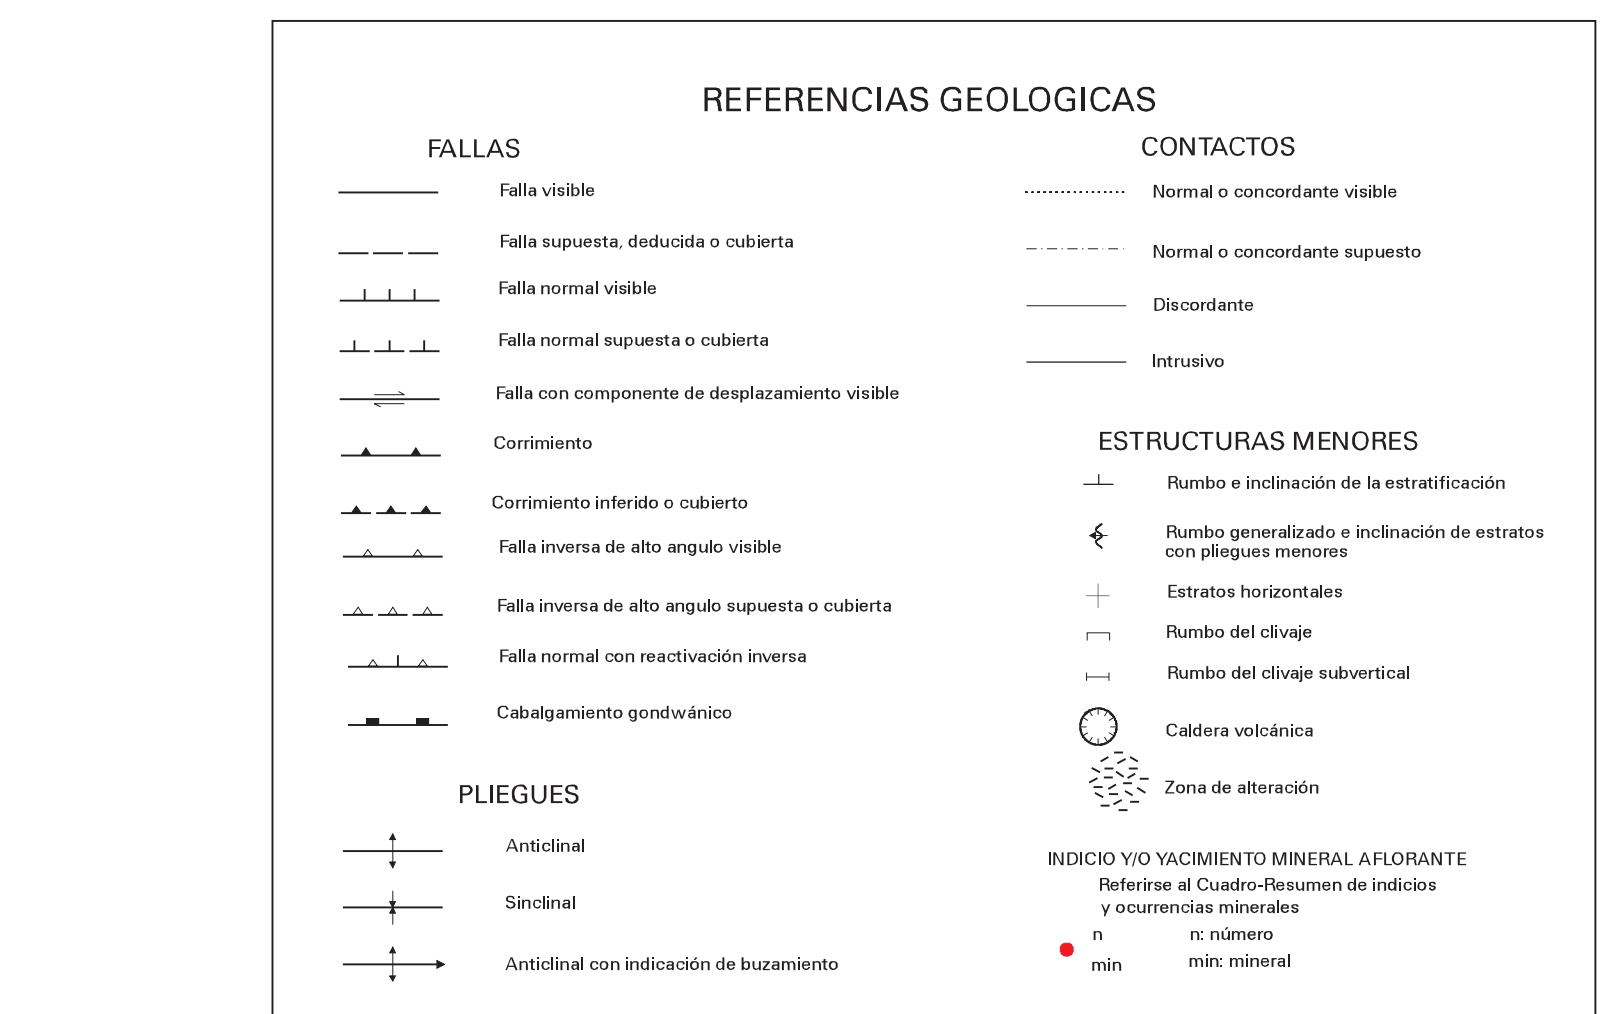 REFERENCIAS GEOLOGICAS
FALLAS
Falla visible
Falla supuesta, deducida o cubierta
Falla normal visible
Falla normal supuesta o cubierta
Falla con componente de desplazamiento visible
Corrimiento
Corrimiento inferido o cubierto
Falla inversa de alto angulo visible
Falla inversa de alto angulo supuesta o cubierta
Falla normal con reactivación inversa
Cabalgamiento gondwánico
PLIEGUES
Anticlinal
Sinclinal
Anticlinal con indicación de buzamiento
CONTACTOS
Normal o concordante visible
Normal o concordante supuesto
Discordante
Intrusivo
ESTRUCTURAS MENORES
Rumbo e inclinación de la estratificación
Rumbo generalizado e inclinación de estratos
con pliegues menores
Estratos horizontales
Rumbo del clivaje
Rumbo del clivaje subvertical
Caldera volcánica
Zona de alteración
INDICIO Y/O YACIMIENTO MINERAL AFLORANTE
Referirse al Cuadro-Resumen de indicios
y ocurrencias minerales
n n: número
min min: mineral